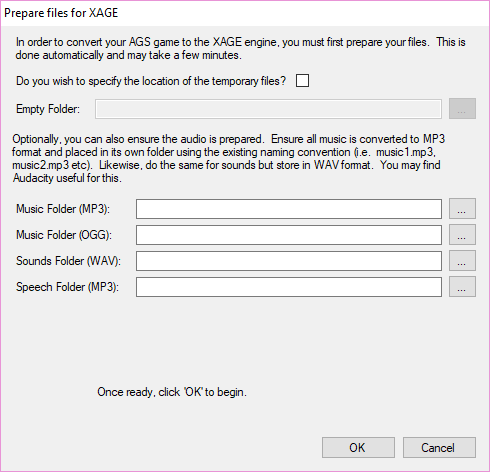 Prepare files for XAGE
In order to convert your AGS game to the XAGE engine, you must first prepare your files.  This is
done automatically and may take a few minutes.
Do you wish to specify the location of the temporary files?
Empty Folder:
...
Optionally, you can also ensure the audio is prepared.  Ensure all music is converted to MP3
format and placed in its own folder using the existing naming convention (i.e.  music1.mp3,
music2.mp3 etc).  Likewise, do the same for sounds but store in WAV format.  You may find
Audacity useful for this.
Music Folder (MP3):
...
Music Folder (OGG):
...
Sounds Folder (WAV):
...
Speech Folder (MP3):
...
Once ready, click 'OK' to begin.
OK
Cancel